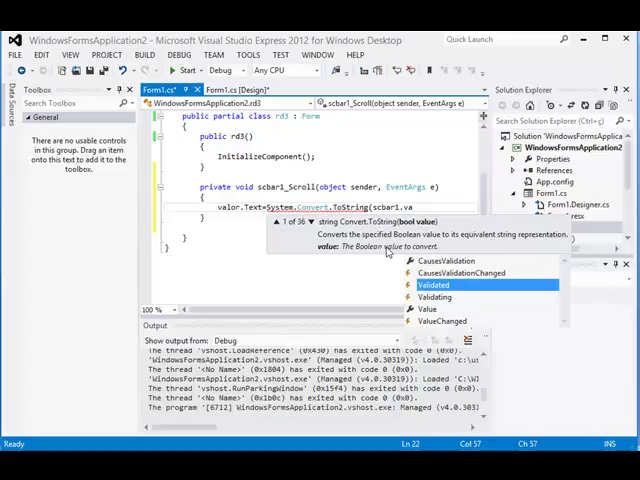 WindowsFormsApplication2 - Microsoft Visual Studio Express 2012 for Windows Desktop
Quick Launch
FILE EDIT VIEW PROJECT BUILD DEBUG TEAM TOOLS TEST WINDOW HELP
Start Debug Any CPU
Data Sources
Toolbox
Search Toolbox
General
There are no usable controls
in this group. Drag an item
onto this text to add it to the
toolbox.
Form1.cs* Form1.cs [Design]*
WindowsFormsApplication2.rd3 scbar1_Scroll(object sender, EventArgs e)
public partial class rd3 : Form
{
public rd3()
{
InitializeComponent();
}
private void scbar1_Scroll(object sender, EventArgs e)
{
valor.Text=System.Convert.ToString(scbar1.va
}
}
}
1 of 36 string Convert.ToString(bool value)
Converts the specified Boolean value to its equivalent string representation.
value: The Boolean value to convert.
CausesValidation
CausesValidationChanged
Validated
Validating
Value
ValueChanged
100 %
Solution Explorer
Search Solution Explorer
Solution 'WindowsFormsApplication2'
WindowsFormsApplication2
Properties
References
Form1.cs
Form1.Designer.cs
Form1.resx
Output
Show output from: Debug
The thread 'vshost.LoadReference' (0x430) has exited with code 0 (0x0).
'WindowsFormsApplication2.vshost.exe' (Managed (v4.0.30319)): Loaded 'c:\
The thread '<No Name>' (0x1804) has exited with code 0 (0x0).
'WindowsFormsApplication2.vshost.exe' (Managed (v4.0.30319)): Loaded 'C:\WI
The thread 'vshost.RunParkingWindow' (0x15f4) has exited with code 0 (0x0).
The thread '<No Name>' (0x1b0c) has exited with code 0 (0x0).
The program '[6712] WindowsFormsApplication2.vshost.exe: Managed (v4.0.3031
Ready Ln 22 Col 57 Ch 57 INS